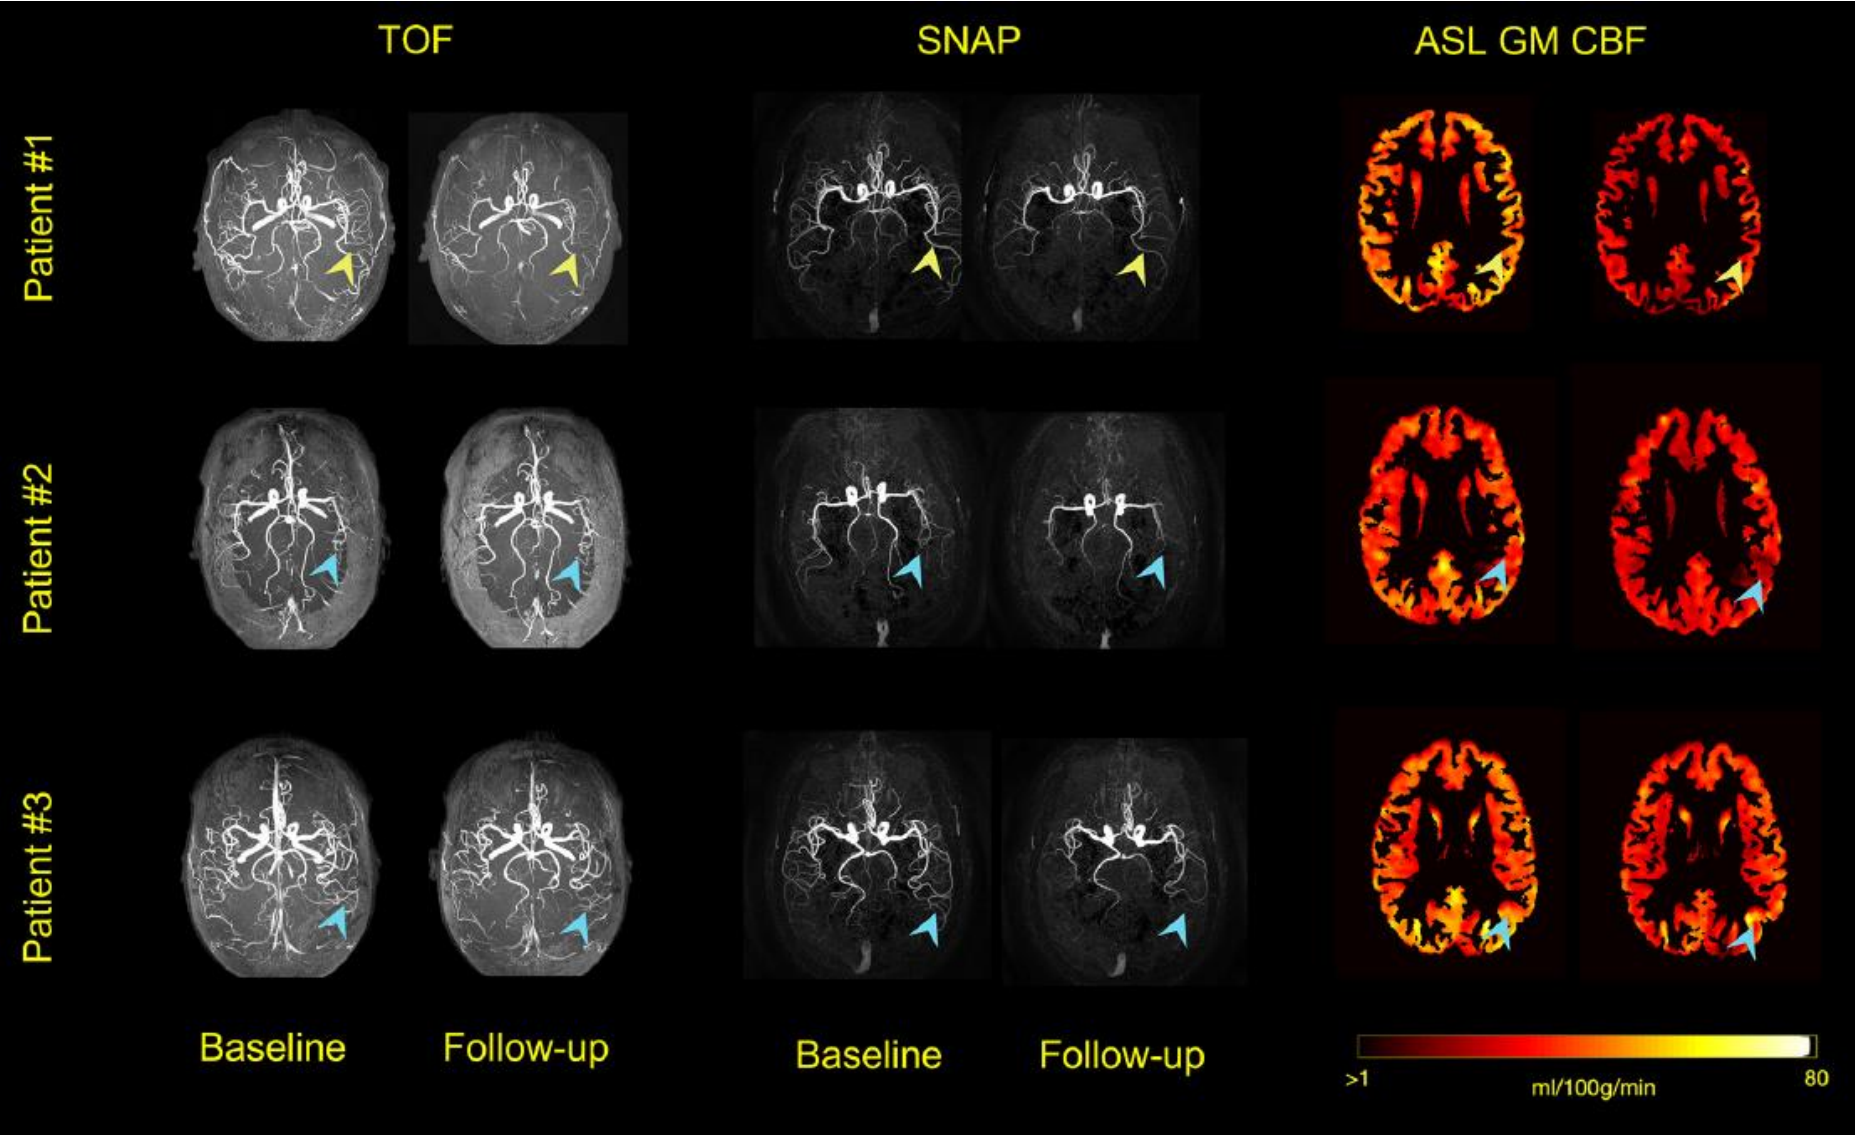 TOF
SNAP
ASL GM CBF
Patient #1
Patient #2
Patient #3
Baseline
Follow-up
Baseline
Follow-up
>1
ml/100g/min
80